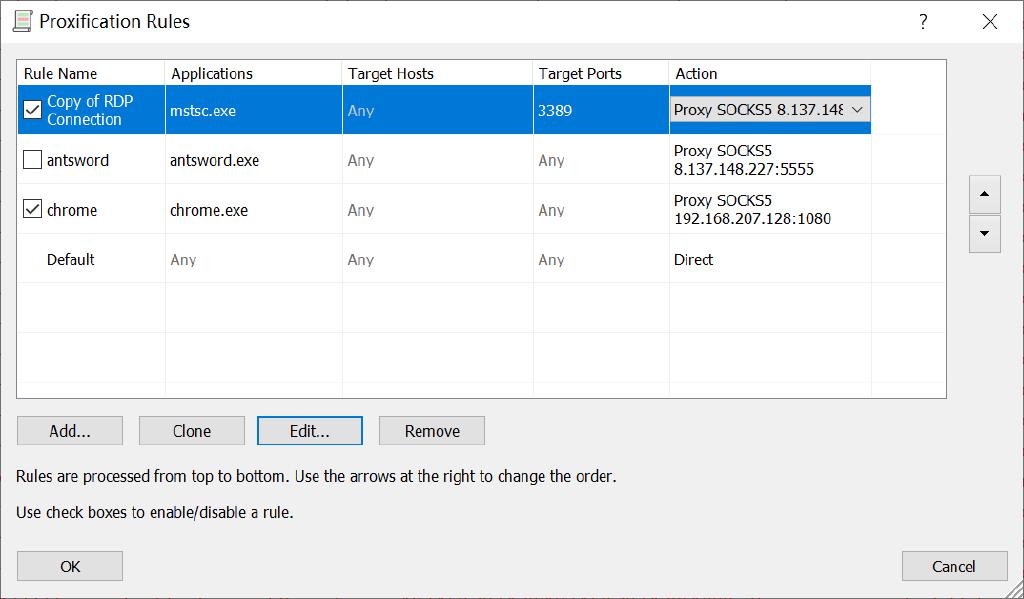 Proxification Rules
?
Rule Name Applications Target Hosts Target Ports Action
Copy of RDP
Connection
mstsc.exe Any 3389 Proxy SOCKS5 8.137.148
antsword antsword.exe Any Any Proxy SOCKS5
8.137.148.227:5555
chrome chrome.exe Any Any Proxy SOCKS5
192.168.207.128:1080
Default Any Any Any Direct
Add... Clone Edit... Remove
Rules are processed from top to bottom. Use the arrows at the right to change the order.
Use check boxes to enable/disable a rule.
OK Cancel